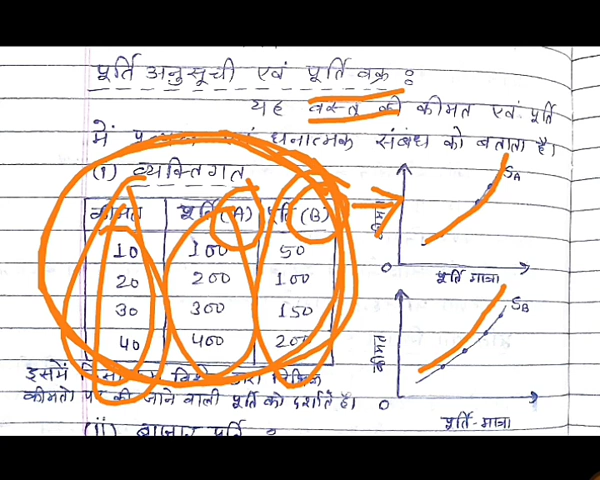 पूर्ति अनुसूची एवं पूर्ति वक्र :
यह वस्तु की कीमत एवं पूर्ति
में धनात्मक संबंध को बताता है।
(i) व्यक्तिगत
कीमत पूर्ति (A) पूर्ति (B)
10 100 50
20 200 100
30 300 150
40 400 200
SA
कीमत
0
पूर्ति मात्रा
SB
कीमत
0
पूर्ति-मात्रा
इसमें
कीमतों पर की जाने वाली पूर्ति को दर्शाते है।
(ii) बाजार पूर्ति :